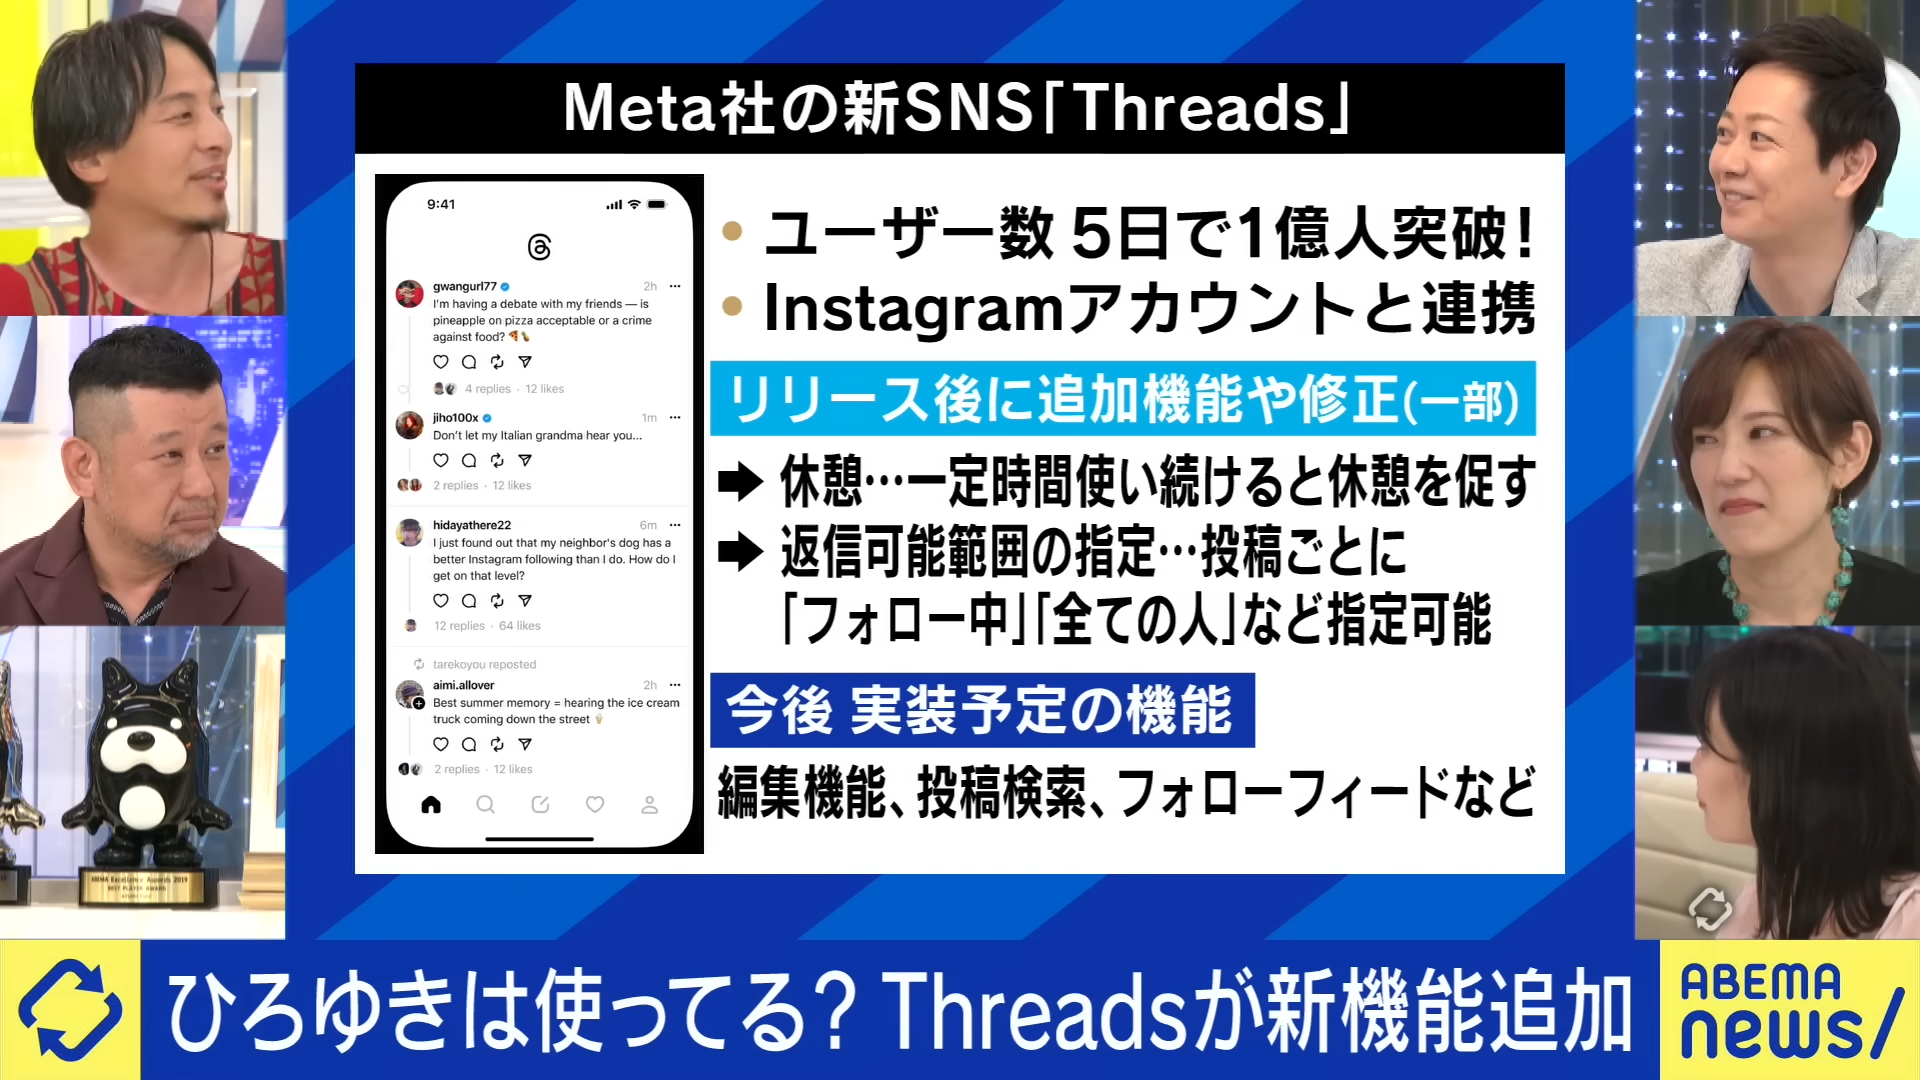 Meta社の新SNS「Threads」
9:41
gwangurl77 2h
I'm having a debate with my friends — is
pineapple on pizza acceptable or a crime
against food? 🍕🍍
4 replies · 12 likes
jiho100x 1m
Don't let my Italian grandma hear you...
2 replies · 12 likes
hidayathere22 6m
I just found out that my neighbor's dog has a
better Instagram following than I do. How do I
get on that level?
12 replies · 64 likes
tarekoyou reposted
aimi.allover 2h
Best summer memory = hearing the ice cream
truck coming down the street 🍦
2 replies · 12 likes
• ユーザー数 5日で1億人突破！
• Instagramアカウントと連携
リリース後に追加機能や修正(一部)
➡ 休憩…一定時間使い続けると休憩を促す
➡ 返信可能範囲の指定…投稿ごとに
「フォロー中」「全ての人」など指定可能
今後 実装予定の機能
編集機能、投稿検索、フォローフィードなど
ABEMA Excellence Awards 2019
BEST PLAYER AWARD
ひろゆきは使ってる？ Threadsが新機能追加
ABEMA
news/